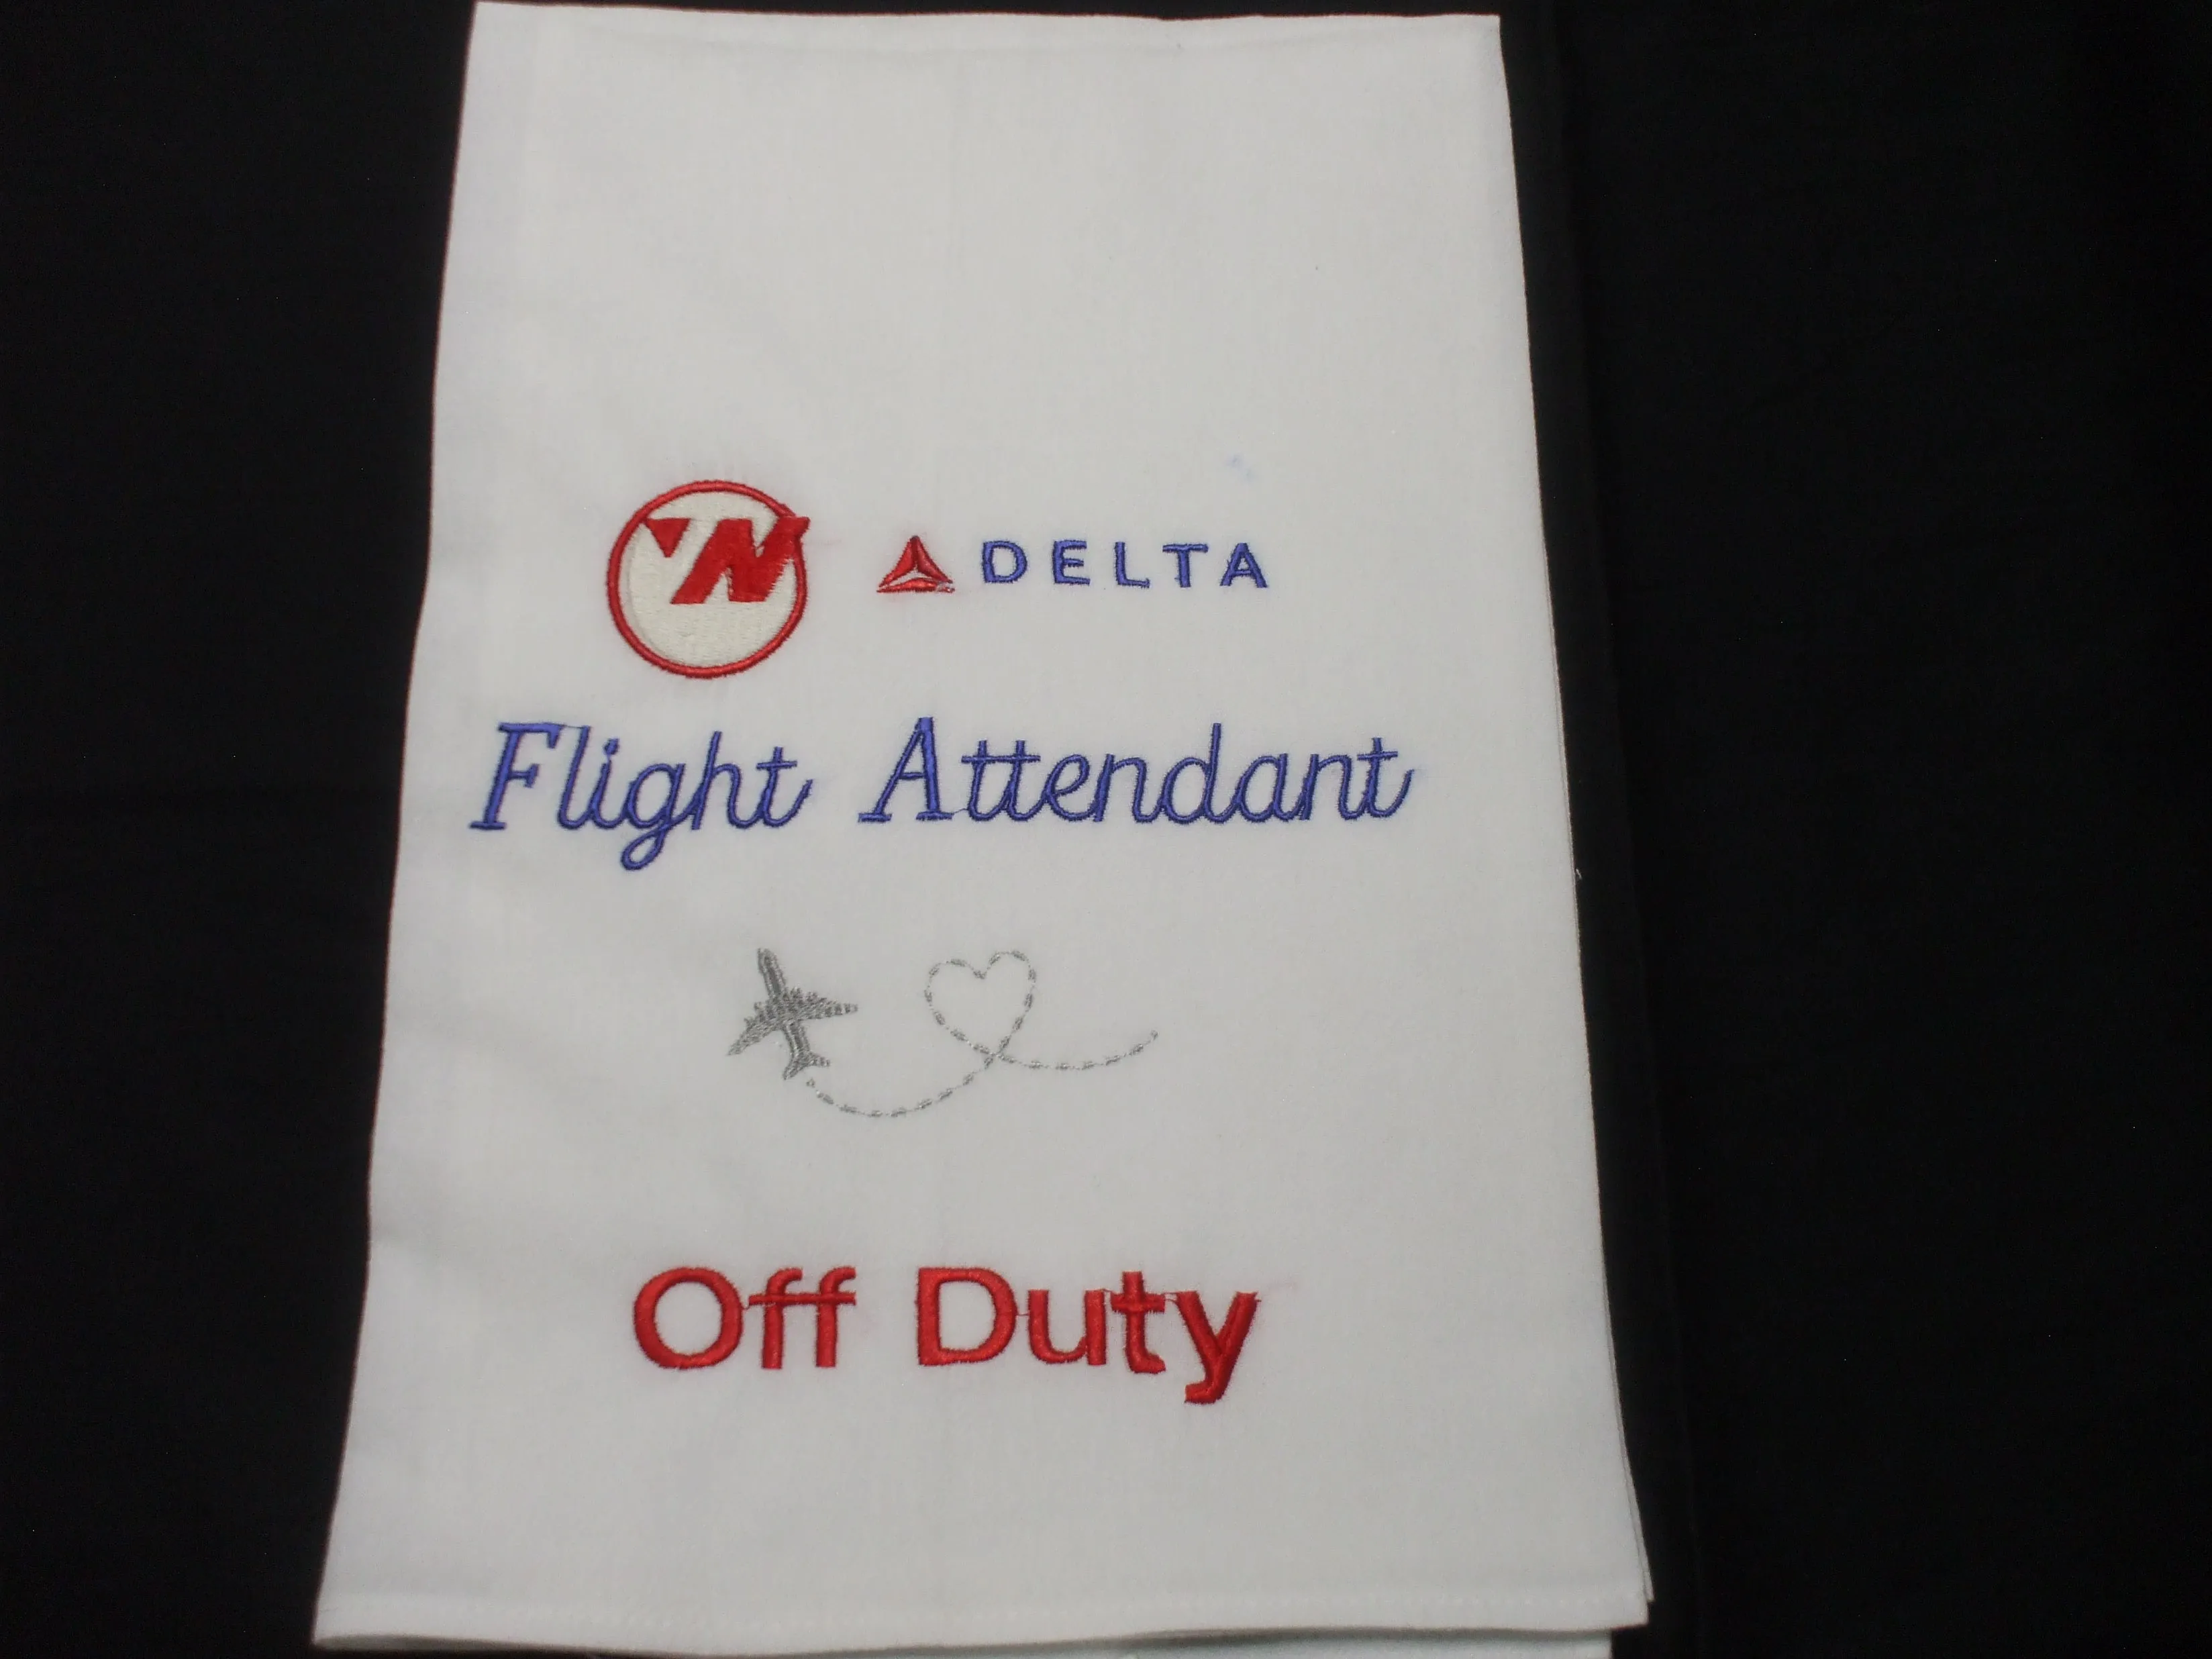 N DELTA
Flight Attendant
Off Duty